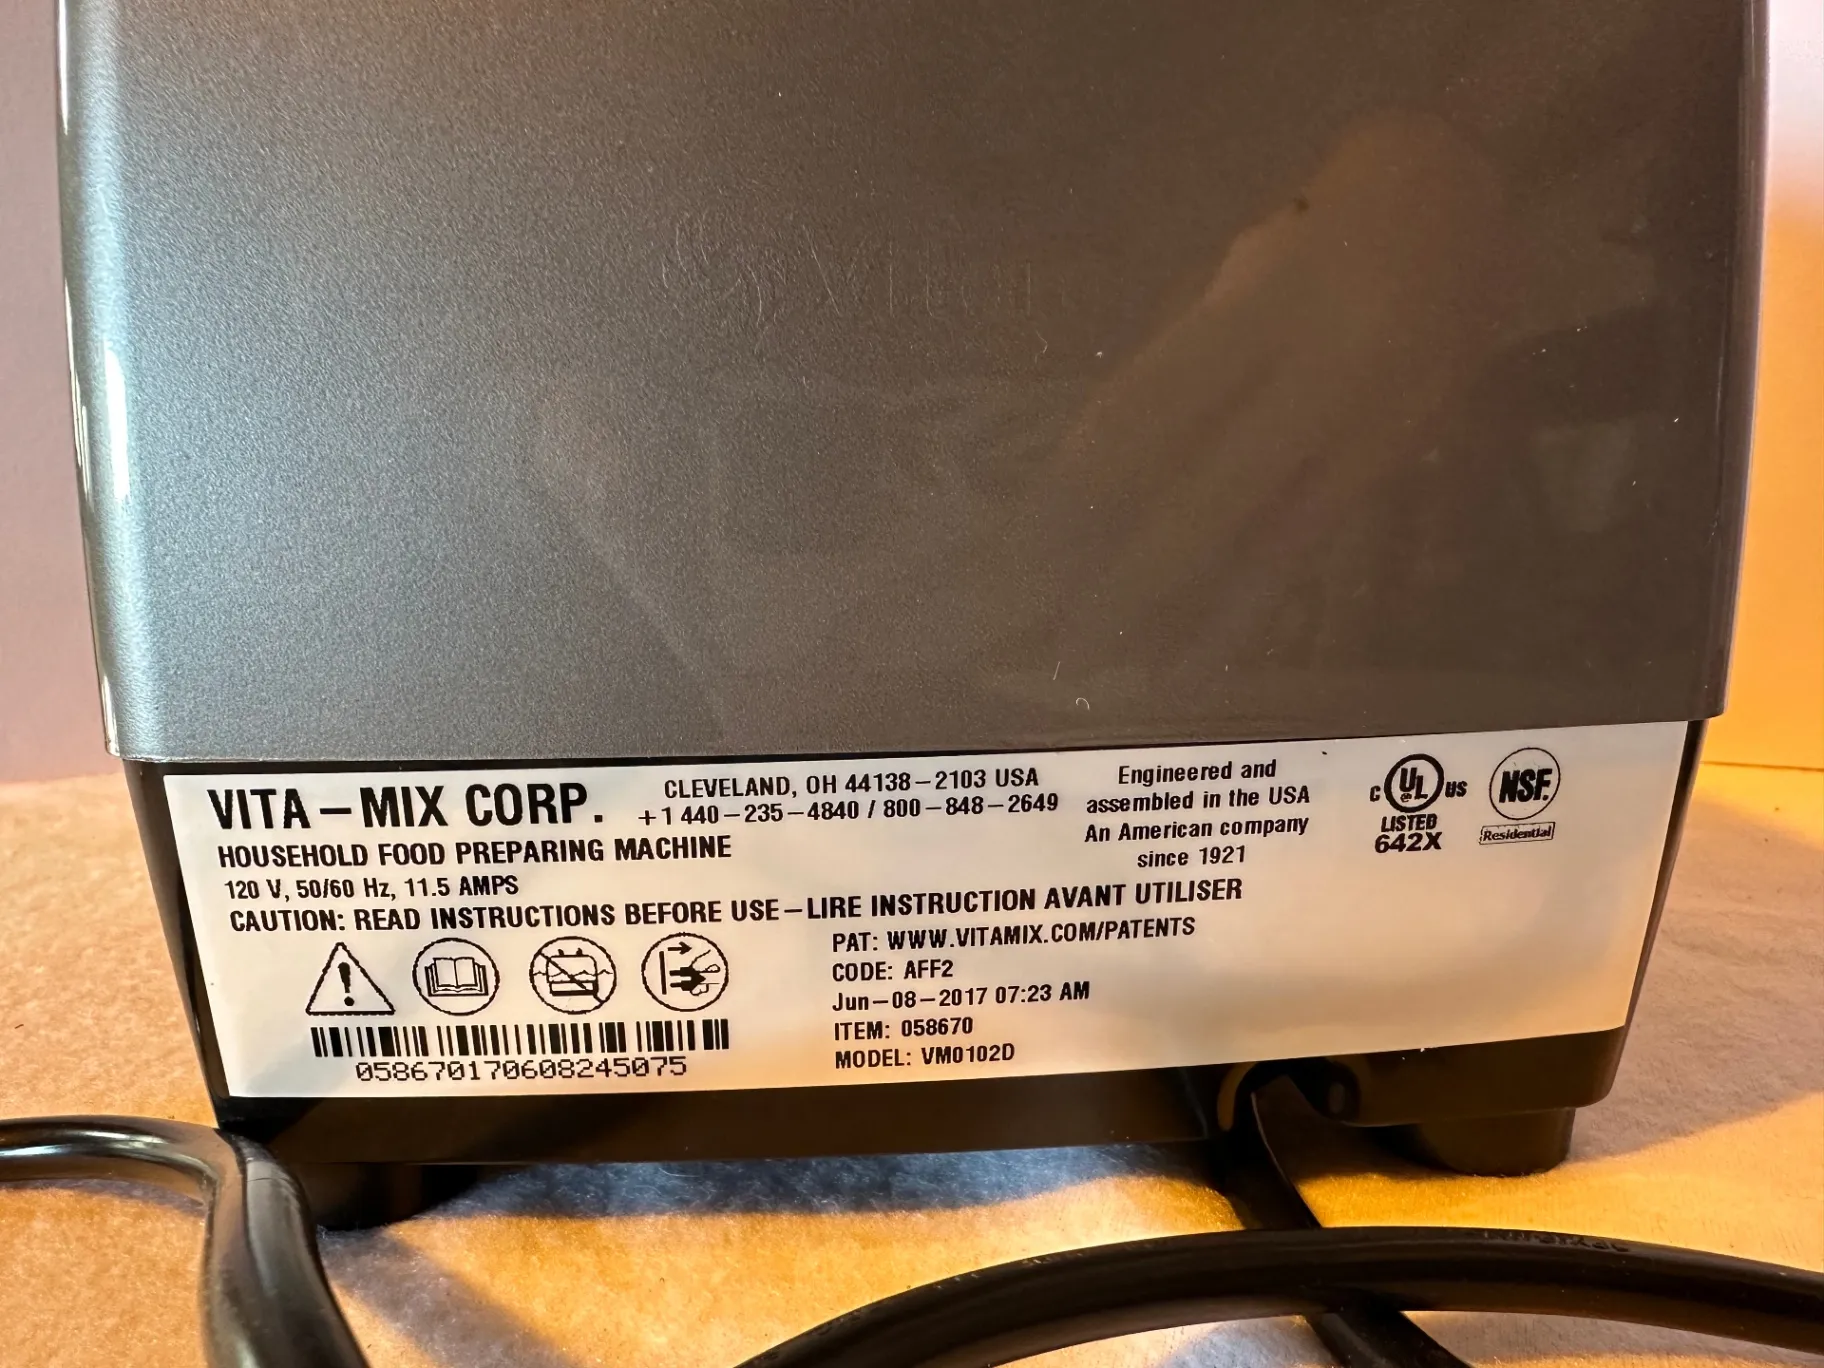 VITA-MIX CORP.
CLEVELAND, OH 44138-2103 USA
+1 440-235-4840 / 800-848-2649
HOUSEHOLD FOOD PREPARING MACHINE
120 V, 50/60 Hz, 11.5 AMPS
CAUTION: READ INSTRUCTIONS BEFORE USE-LIRE INSTRUCTION AVANT UTILISER
Engineered and
assembled in the USA
An American company
since 1921
C UL US
LISTED
642X
NSF.
Residential
PAT: WWW.VITAMIX.COM/PATENTS
CODE: AFF2
Jun-08-2017 07:23 AM
ITEM: 058670
MODEL: VM0102D
058670170608245075